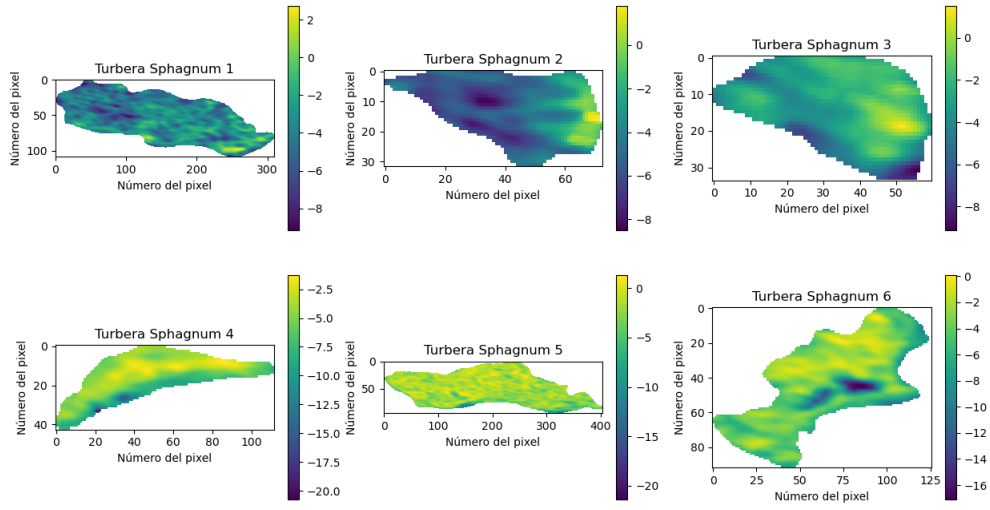 Turbera Sphagnum 1
Número del pixel
0
50
100
0 100 200 300
Número del pixel
2
0
−2
−4
−6
−8
Turbera Sphagnum 2
Número del pixel
0
10
20
30
0 20 40 60
Número del pixel
0
−2
−4
−6
−8
Turbera Sphagnum 3
Número del pixel
0
10
20
30
0 10 20 30 40 50
Número del pixel
0
−2
−4
−6
−8
Turbera Sphagnum 4
Número del pixel
0
20
40
0 20 40 60 80 100
Número del pixel
−2.5
−5.0
−7.5
−10.0
−12.5
−15.0
−17.5
−20.0
Turbera Sphagnum 5
Número del pixel
0
50
0 100 200 300 400
Número del pixel
0
−5
−10
−15
−20
Turbera Sphagnum 6
Número del pixel
0
20
40
60
80
0 25 50 75 100 125
Número del pixel
0
−2
−4
−6
−8
−10
−12
−14
−16